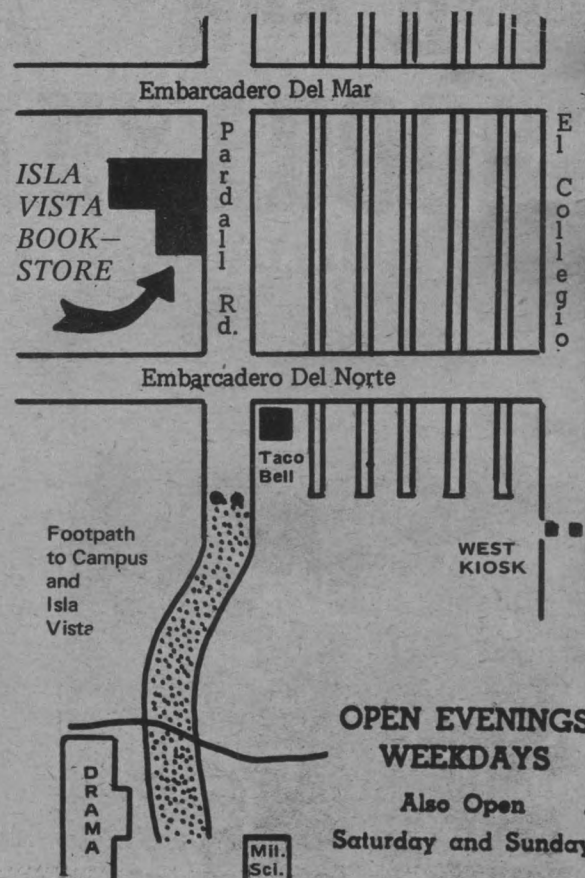 Embarcadero Del Mar
Pardall Rd.
El Colegio
ISLA
VISTA
BOOK—
STORE
Embarcadero Del Norte
Taco
Bell
Footpath
to Campus
and
Isla
Vista
WEST
KIOSK
OPEN EVENINGS
WEEKDAYS
Also Open
Saturday and Sunday
DRAMA
Mil.
Sci.